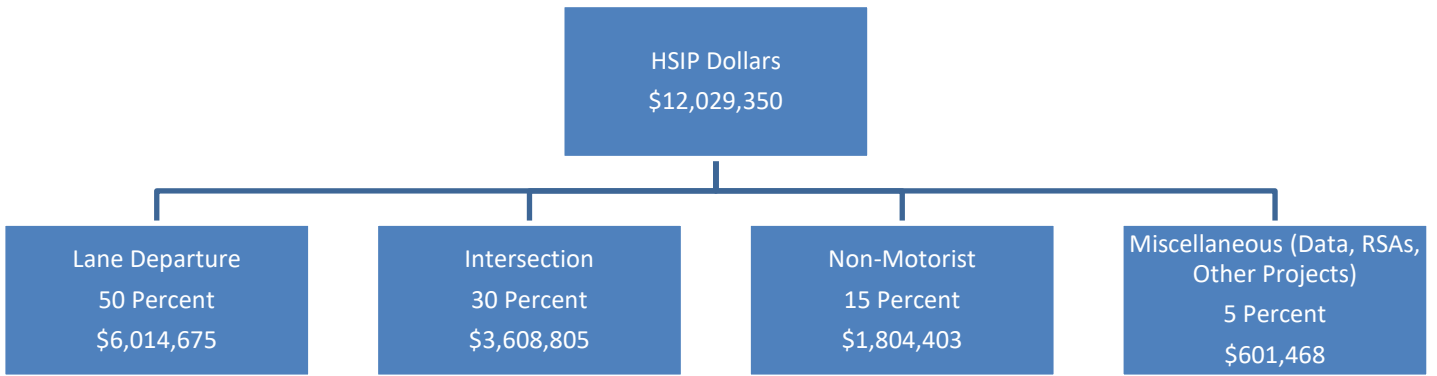 HSIP Dollars
$12,029,350
Lane Departure
50 Percent
$6,014,675
Intersection
30 Percent
$3,608,805
Non-Motorist
15 Percent
$1,804,403
Miscellaneous (Data, RSAs,
Other Projects)
5 Percent
$601,468